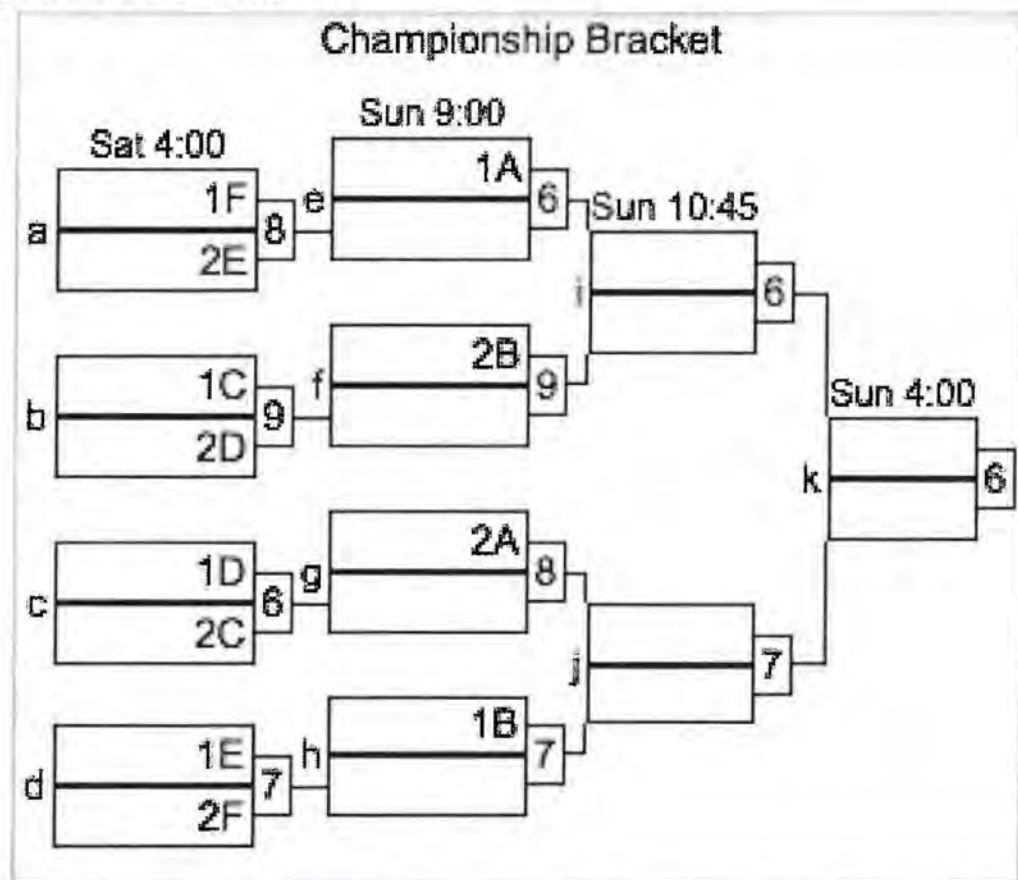 Championship Bracket
Sun 9:00
Sat 4:00
1A
1F
e
6
Sun 10:45
a
8
2E
i
6
2B
1C
f
9
Sun 4:00
b
9
2D
k
6
2A
1D
g
8
c
6
2C
j
7
1B
1E
h
7
d
7
2F